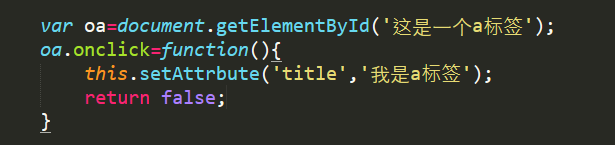 var oa=document.getElementById('这是一个a标签');
oa.onclick=function(){
this.setAttrbute('title','我是a标签');
return false;
}